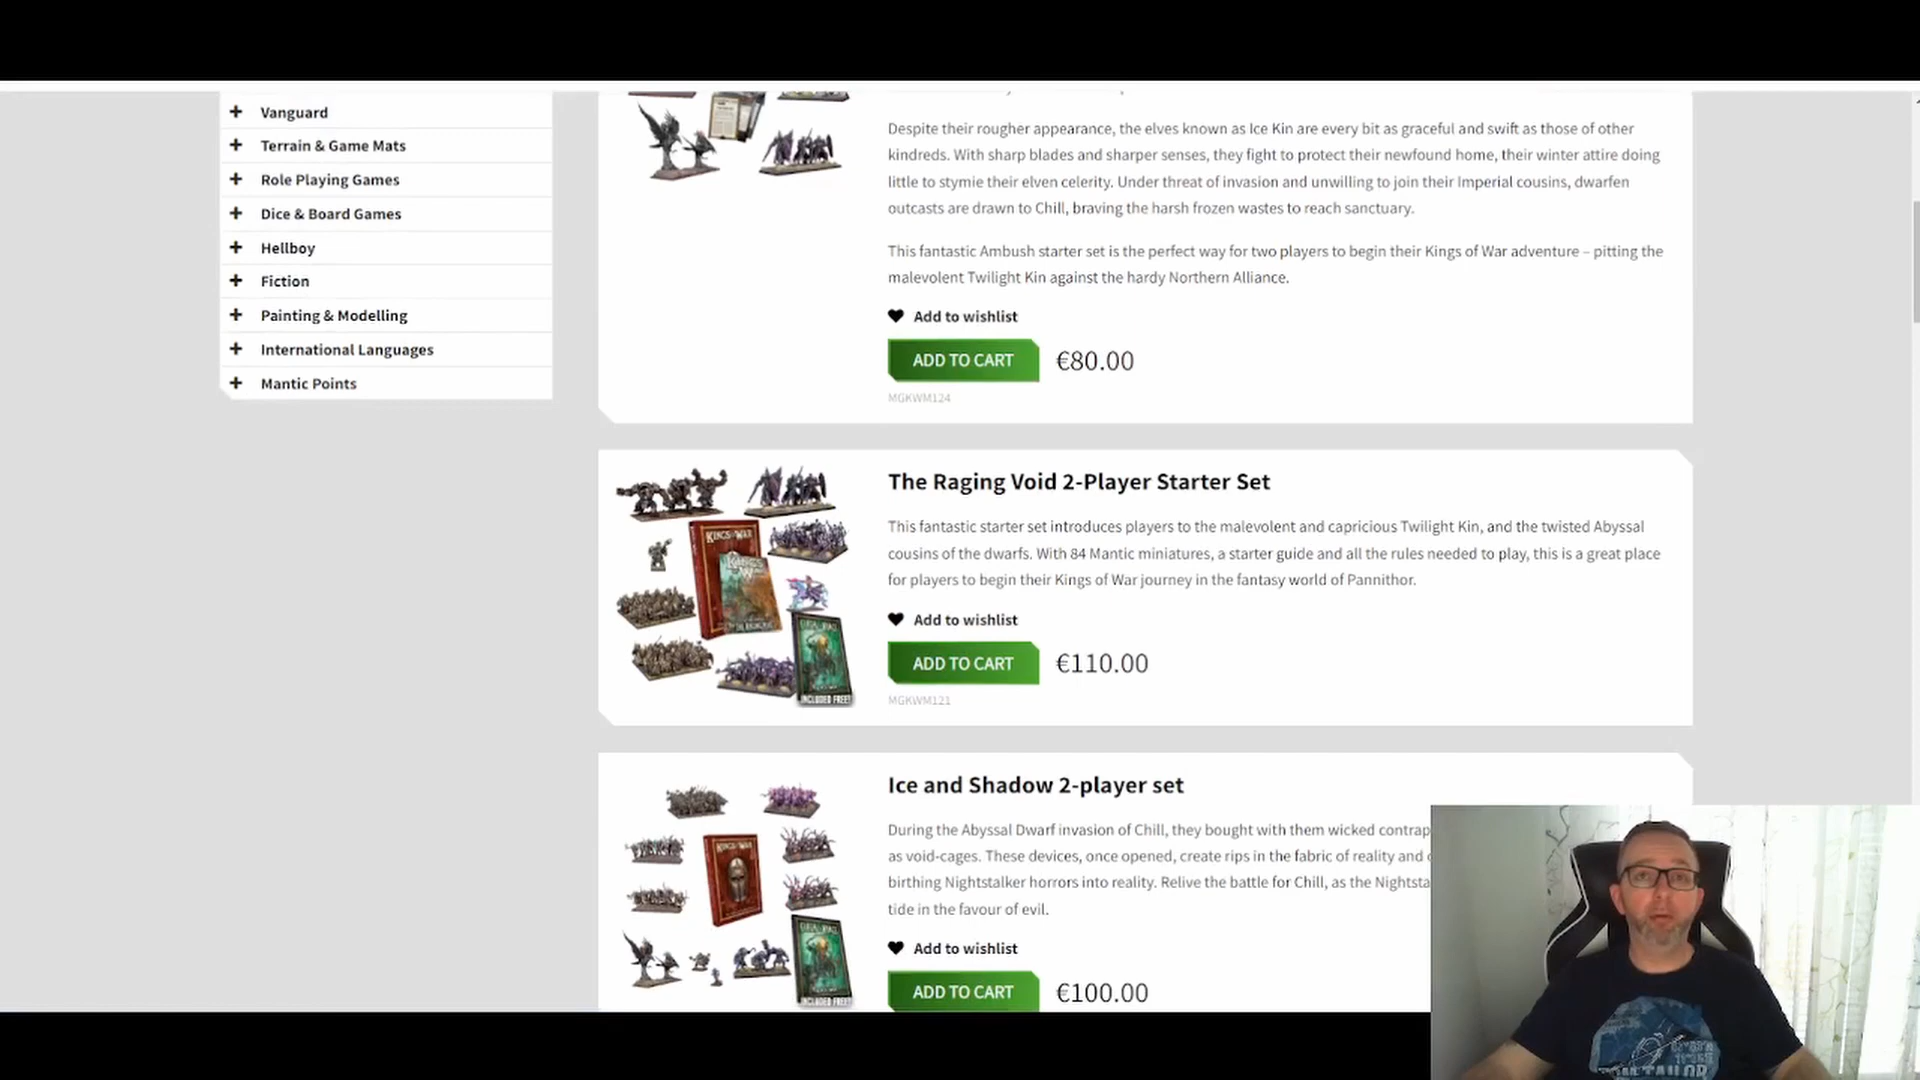 Vanguard
Terrain & Game Mats
Role Playing Games
Dice & Board Games
Hellboy
Fiction
Painting & Modelling
International Languages
Mantic Points
Despite their rougher appearance, the elves known as Ice Kin are every bit as graceful and swift as those of other
kindreds. With sharp blades and sharper senses, they fight to protect their newfound home, their winter attire doing
little to stymie their elven celerity. Under threat of invasion and unwilling to join their Imperial cousins, dwarfen
outcasts are drawn to Chill, braving the harsh frozen wastes to reach sanctuary.
This fantastic Ambush starter set is the perfect way for two players to begin their Kings of War adventure – pitting the
malevolent Twilight Kin against the hardy Northern Alliance.
Add to wishlist
ADD TO CART €80.00
MGKWM124
The Raging Void 2-Player Starter Set
This fantastic starter set introduces players to the malevolent and capricious Twilight Kin, and the twisted Abyssal
cousins of the dwarfs. With 84 Mantic miniatures, a starter guide and all the rules needed to play, this is a great place
for players to begin their Kings of War journey in the fantasy world of Pannithor.
Add to wishlist
ADD TO CART €110.00
MGKWM121
KINGS OF WAR
INCLUDED FREE!
Ice and Shadow 2-player set
During the Abyssal Dwarf invasion of Chill, they bought with them wicked contrap
as void-cages. These devices, once opened, create rips in the fabric of reality and
birthing Nightstalker horrors into reality. Relive the battle for Chill, as the Nightsta
tide in the favour of evil.
Add to wishlist
ADD TO CART €100.00
KINGS OF WAR
INCLUDED FREE!
TAILOR